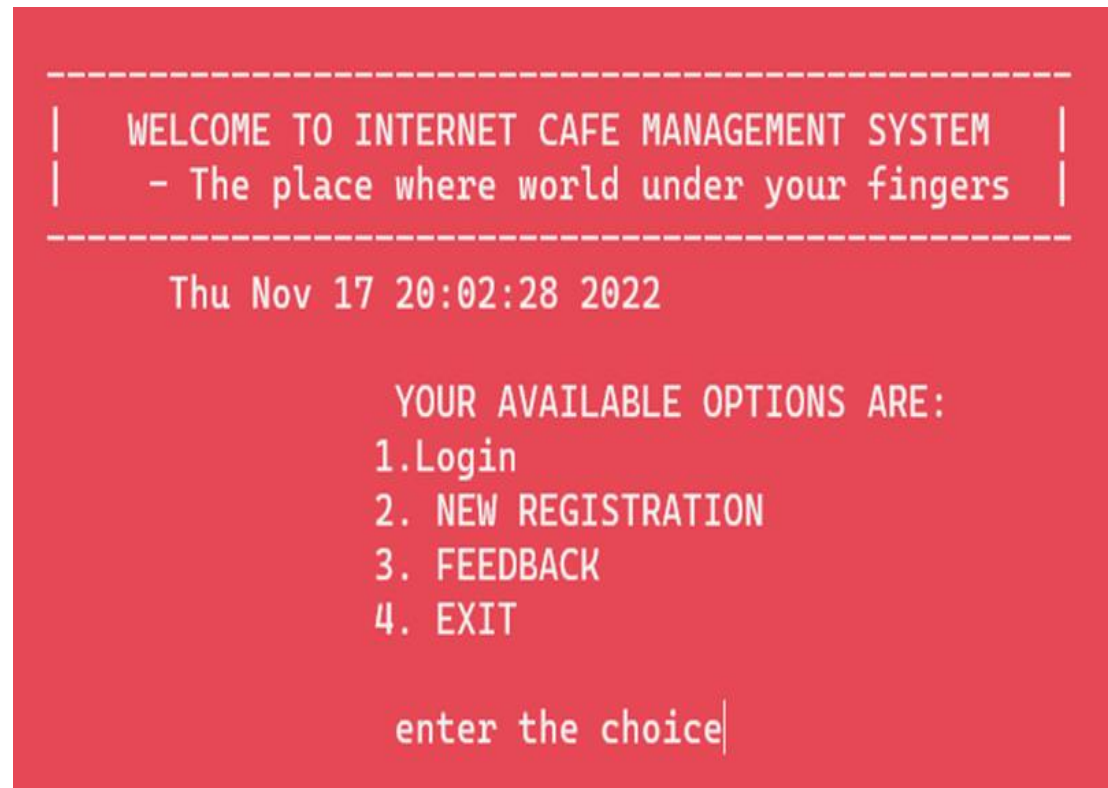 --------------------------------------------------
| WELCOME TO INTERNET CAFE MANAGEMENT SYSTEM |
| - The place where world under your fingers |
--------------------------------------------------
Thu Nov 17 20:02:28 2022
YOUR AVAILABLE OPTIONS ARE:
1.Login
2. NEW REGISTRATION
3. FEEDBACK
4. EXIT
enter the choice